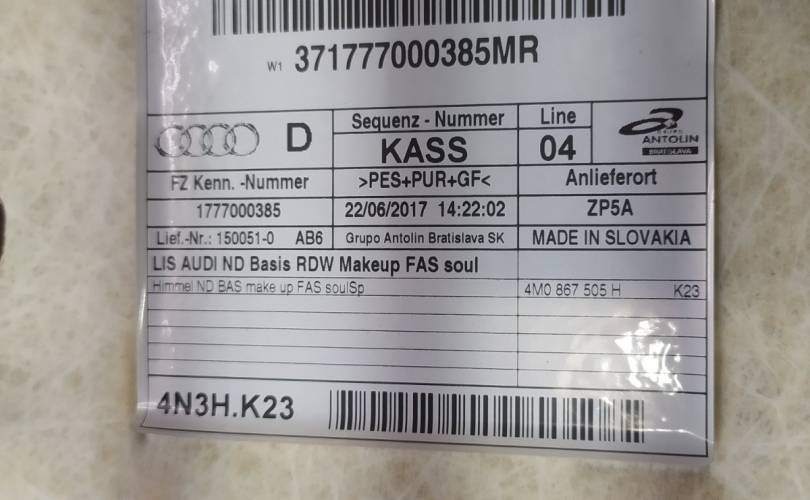 W1 371777000385MR
D
Sequenz - Nummer
Line
KASS
04
GRUPO
ANTOLIN
BRATISLAVA
FZ Kenn. -Nummer
>PES+PUR+GF<
Anlieferort
1777000385
22/06/2017 14:22:02
ZP5A
Lief.-Nr.: 150051-0 AB6
Grupo Antolin Bratislava SK
MADE IN SLOVAKIA
LIS AUDI ND Basis RDW Makeup FAS soul
Himmel ND BAS make up FAS soulSp
4M0 867 505 H K23
4N3H.K23